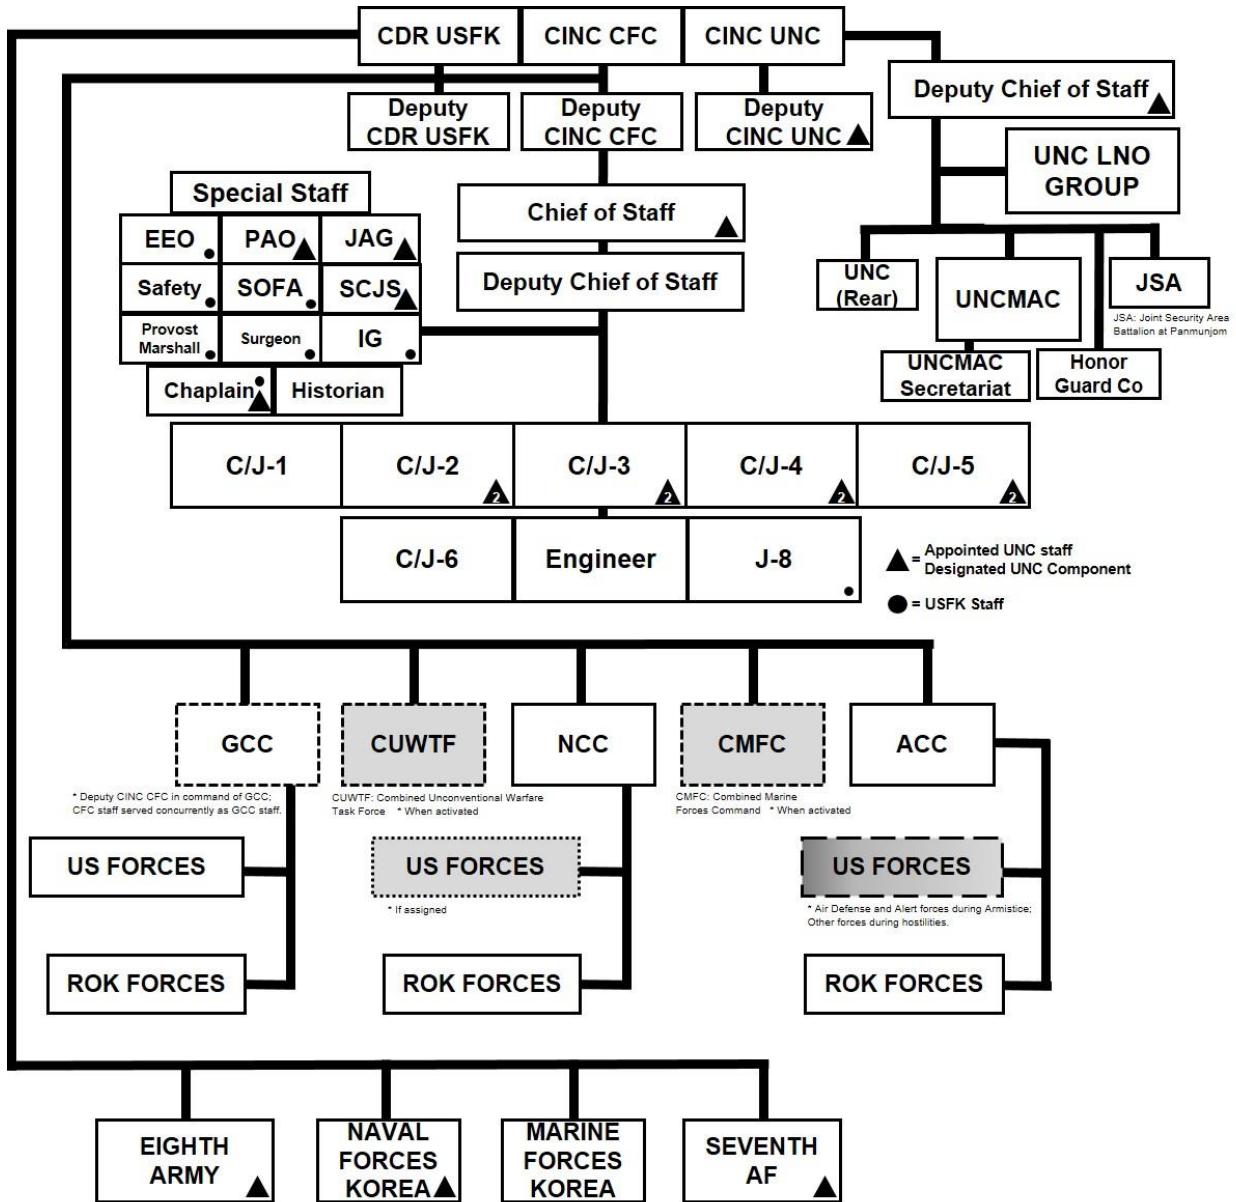 CDR USFK
CINC CFC
CINC UNC
Deputy
CDR USFK
Deputy
CINC CFC
Deputy
CINC UNC
Deputy Chief of Staff
UNC LNO
GROUP
Special Staff
EEO
PAO
JAG
Safety
SOFA
SCJS
Provost
Marshall
Surgeon
IG
Chaplain
Historian
Chief of Staff
Deputy Chief of Staff
UNC
(Rear)
UNCMAC
JSA
JSA: Joint Security Area
Battalion at Panmunjom
UNCMAC
Secretariat
Honor
Guard Co
C/J-1
C/J-2
2
C/J-3
2
C/J-4
2
C/J-5
2
C/J-6
Engineer
J-8
= Appointed UNC staff
Designated UNC Component
= USFK Staff
GCC
CUWTF
NCC
CMFC
ACC
* Deputy CINC CFC in command of GCC;
CFC staff served concurrently as GCC staff.
CUWTF: Combined Unconventional Warfare
Task Force * When activated
CMFC: Combined Marine
Forces Command * When activated
US FORCES
US FORCES
* If assigned
US FORCES
* Air Defense and Alert forces during Armistice;
Other forces during hostilities.
ROK FORCES
ROK FORCES
ROK FORCES
EIGHTH
ARMY
NAVAL
FORCES
KOREA
MARINE
FORCES
KOREA
SEVENTH
AF